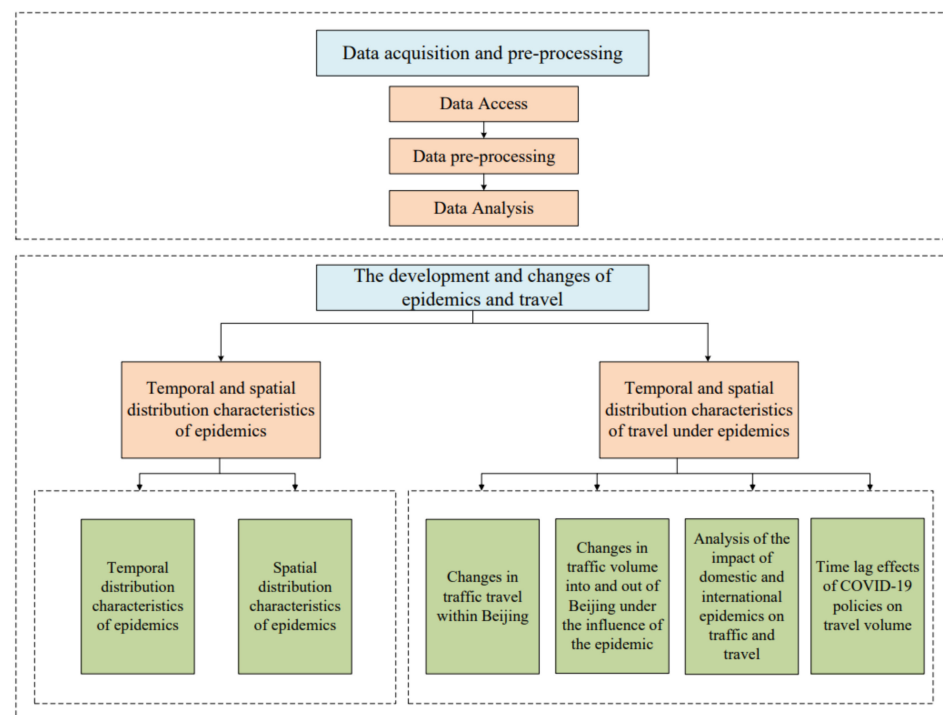 Data acquisition and pre-processing
Data Access
Data pre-processing
Data Analysis
The development and changes of
epidemics and travel
Temporal and spatial
distribution characteristics
of epidemics
Temporal and spatial
distribution characteristics
of travel under epidemics
Temporal
distribution
characteristics
of epidemics
Spatial
distribution
characteristics
of epidemics
Changes in
traffic travel
within Beijing
Changes in
traffic volume
into and out of
Beijing under
the influence of
the epidemic
Analysis of the
impact of
domestic and
international
epidemics on
traffic and
travel
Time lag effects
of COVID-19
policies on
travel volume